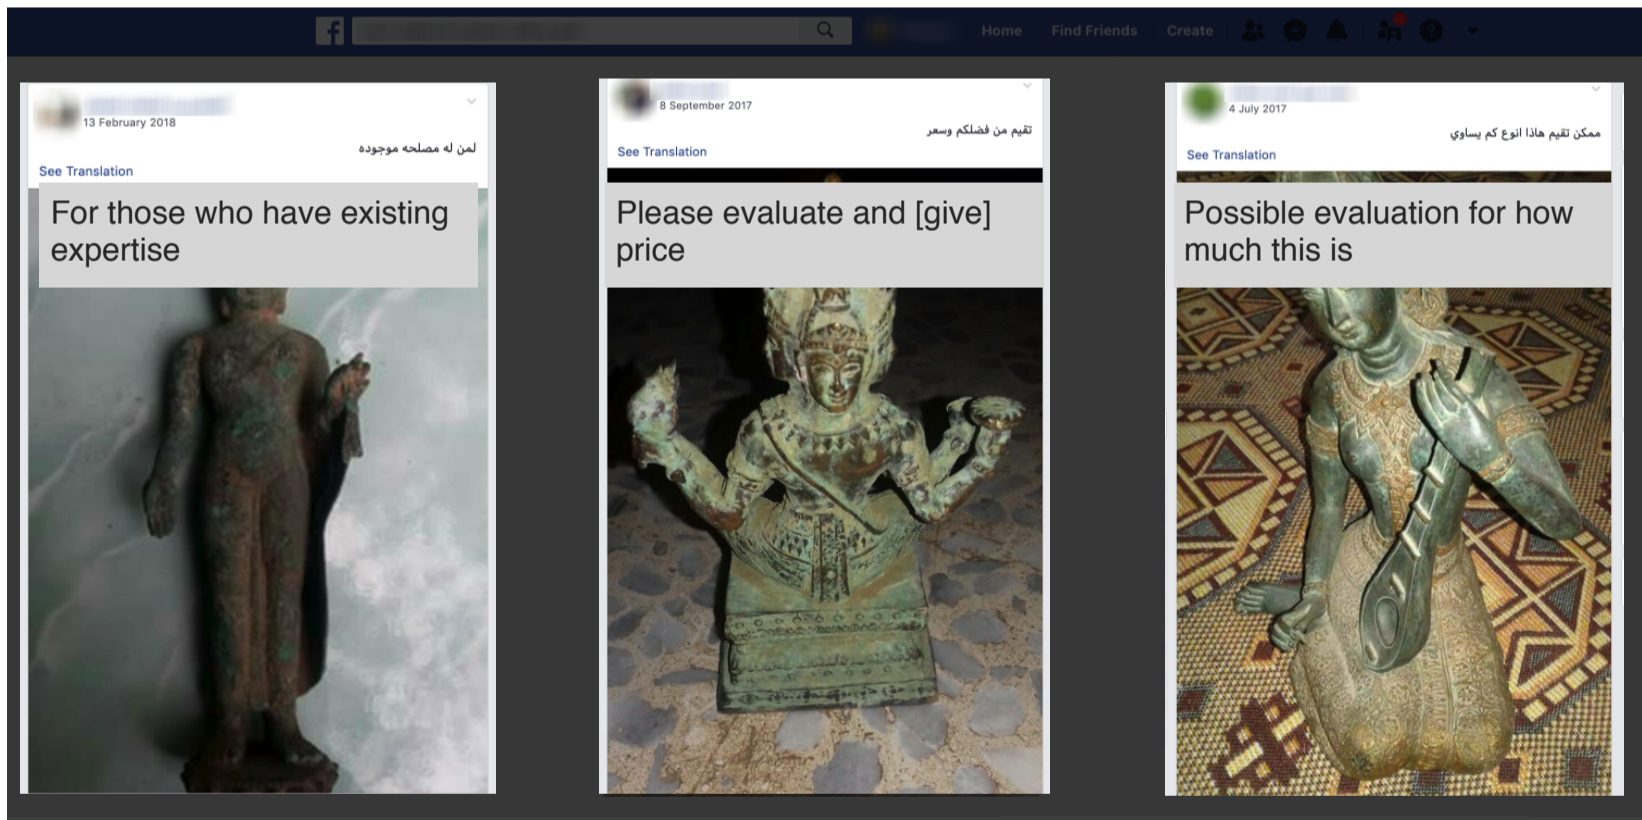 f
Home
Find Friends
Create
13 February 2018
لمن له مصلحه موجوده
See Translation
For those who have existing
expertise
8 September 2017
تقيم من فضلكم وسعر
See Translation
Please evaluate and [give]
price
4 July 2017
ممكن تقيم هاذا انوع كم يساوي
See Translation
Possible evaluation for how
much this is